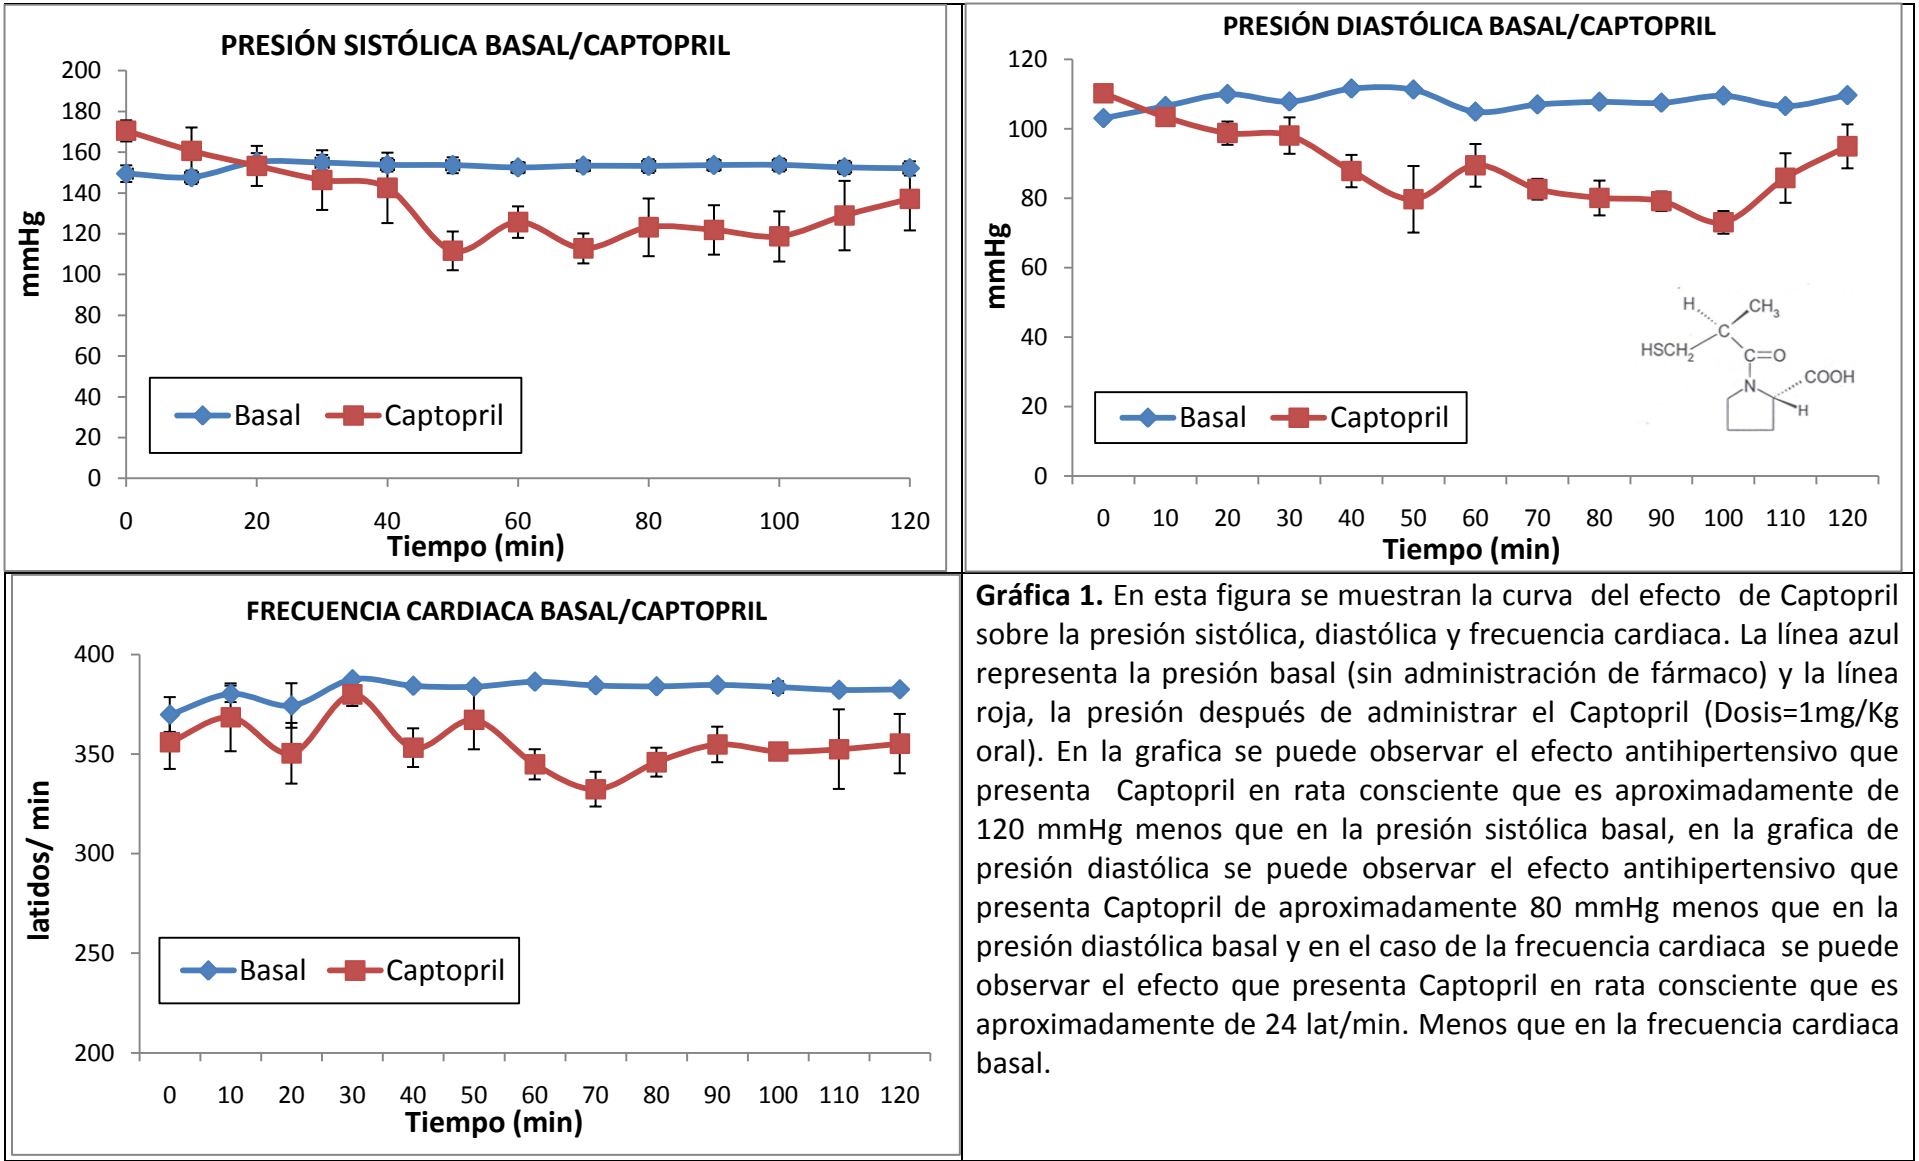 PRESIÓN SISTÓLICA BASAL/CAPTOPRIL
200
180
160
140
120
100
80
60
40
20
0
mmHg
Basal
Captopril
0 20 40 60 80 100 120
Tiempo (min)
PRESIÓN DIASTÓLICA BASAL/CAPTOPRIL
120
100
80
60
40
20
0
mmHg
H
CH3
C
HSCH2
C=O
N
COOH
H
Basal
Captopril
0 10 20 30 40 50 60 70 80 90 100 110 120
Tiempo (min)
FRECUENCIA CARDIACA BASAL/CAPTOPRIL
400
350
300
250
200
latidos/ min
Basal
Captopril
0 10 20 30 40 50 60 70 80 90 100 110 120
Tiempo (min)
Gráfica 1. En esta figura se muestran la curva del efecto de Captopril
sobre la presión sistólica, diastólica y frecuencia cardiaca. La línea azul
representa la presión basal (sin administración de fármaco) y la línea
roja, la presión después de administrar el Captopril (Dosis=1mg/Kg
oral). En la grafica se puede observar el efecto antihipertensivo que
presenta Captopril en rata consciente que es aproximadamente de
120 mmHg menos que en la presión sistólica basal, en la grafica de
presión diastólica se puede observar el efecto antihipertensivo que
presenta Captopril de aproximadamente 80 mmHg menos que en la
presión diastólica basal y en el caso de la frecuencia cardiaca se puede
observar el efecto que presenta Captopril en rata consciente que es
aproximadamente de 24 lat/min. Menos que en la frecuencia cardiaca
basal.